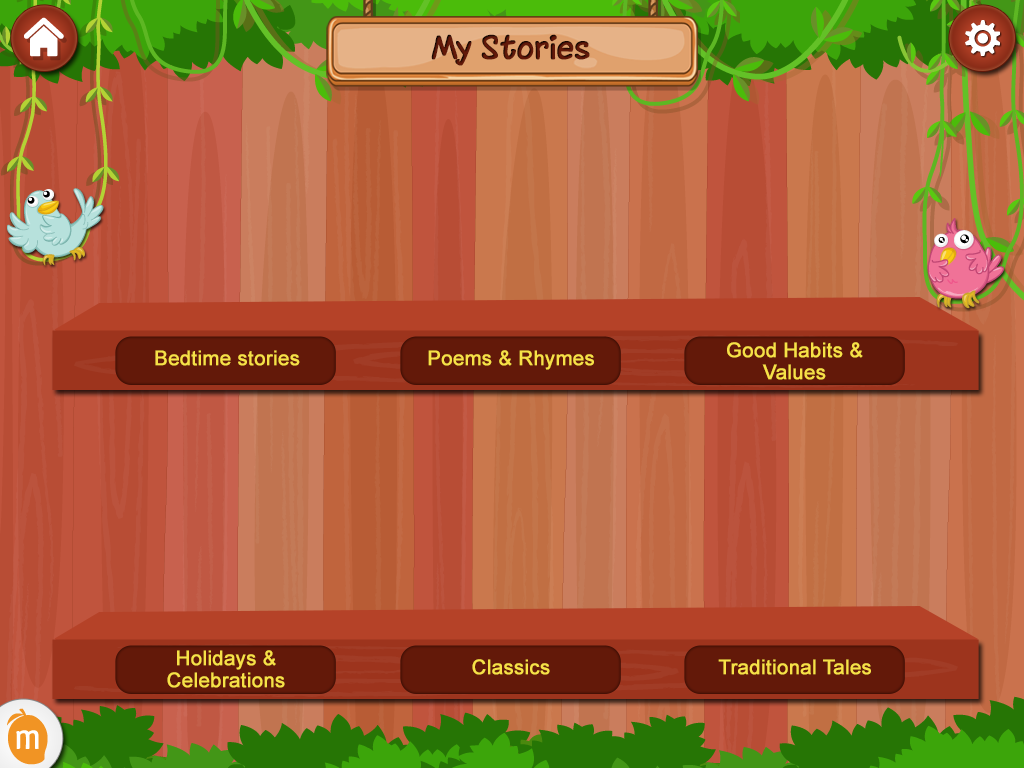 My Stories
Bedtime stories
Poems & Rhymes
Good Habits &
Values
Holidays &
Celebrations
Classics
Traditional Tales
m